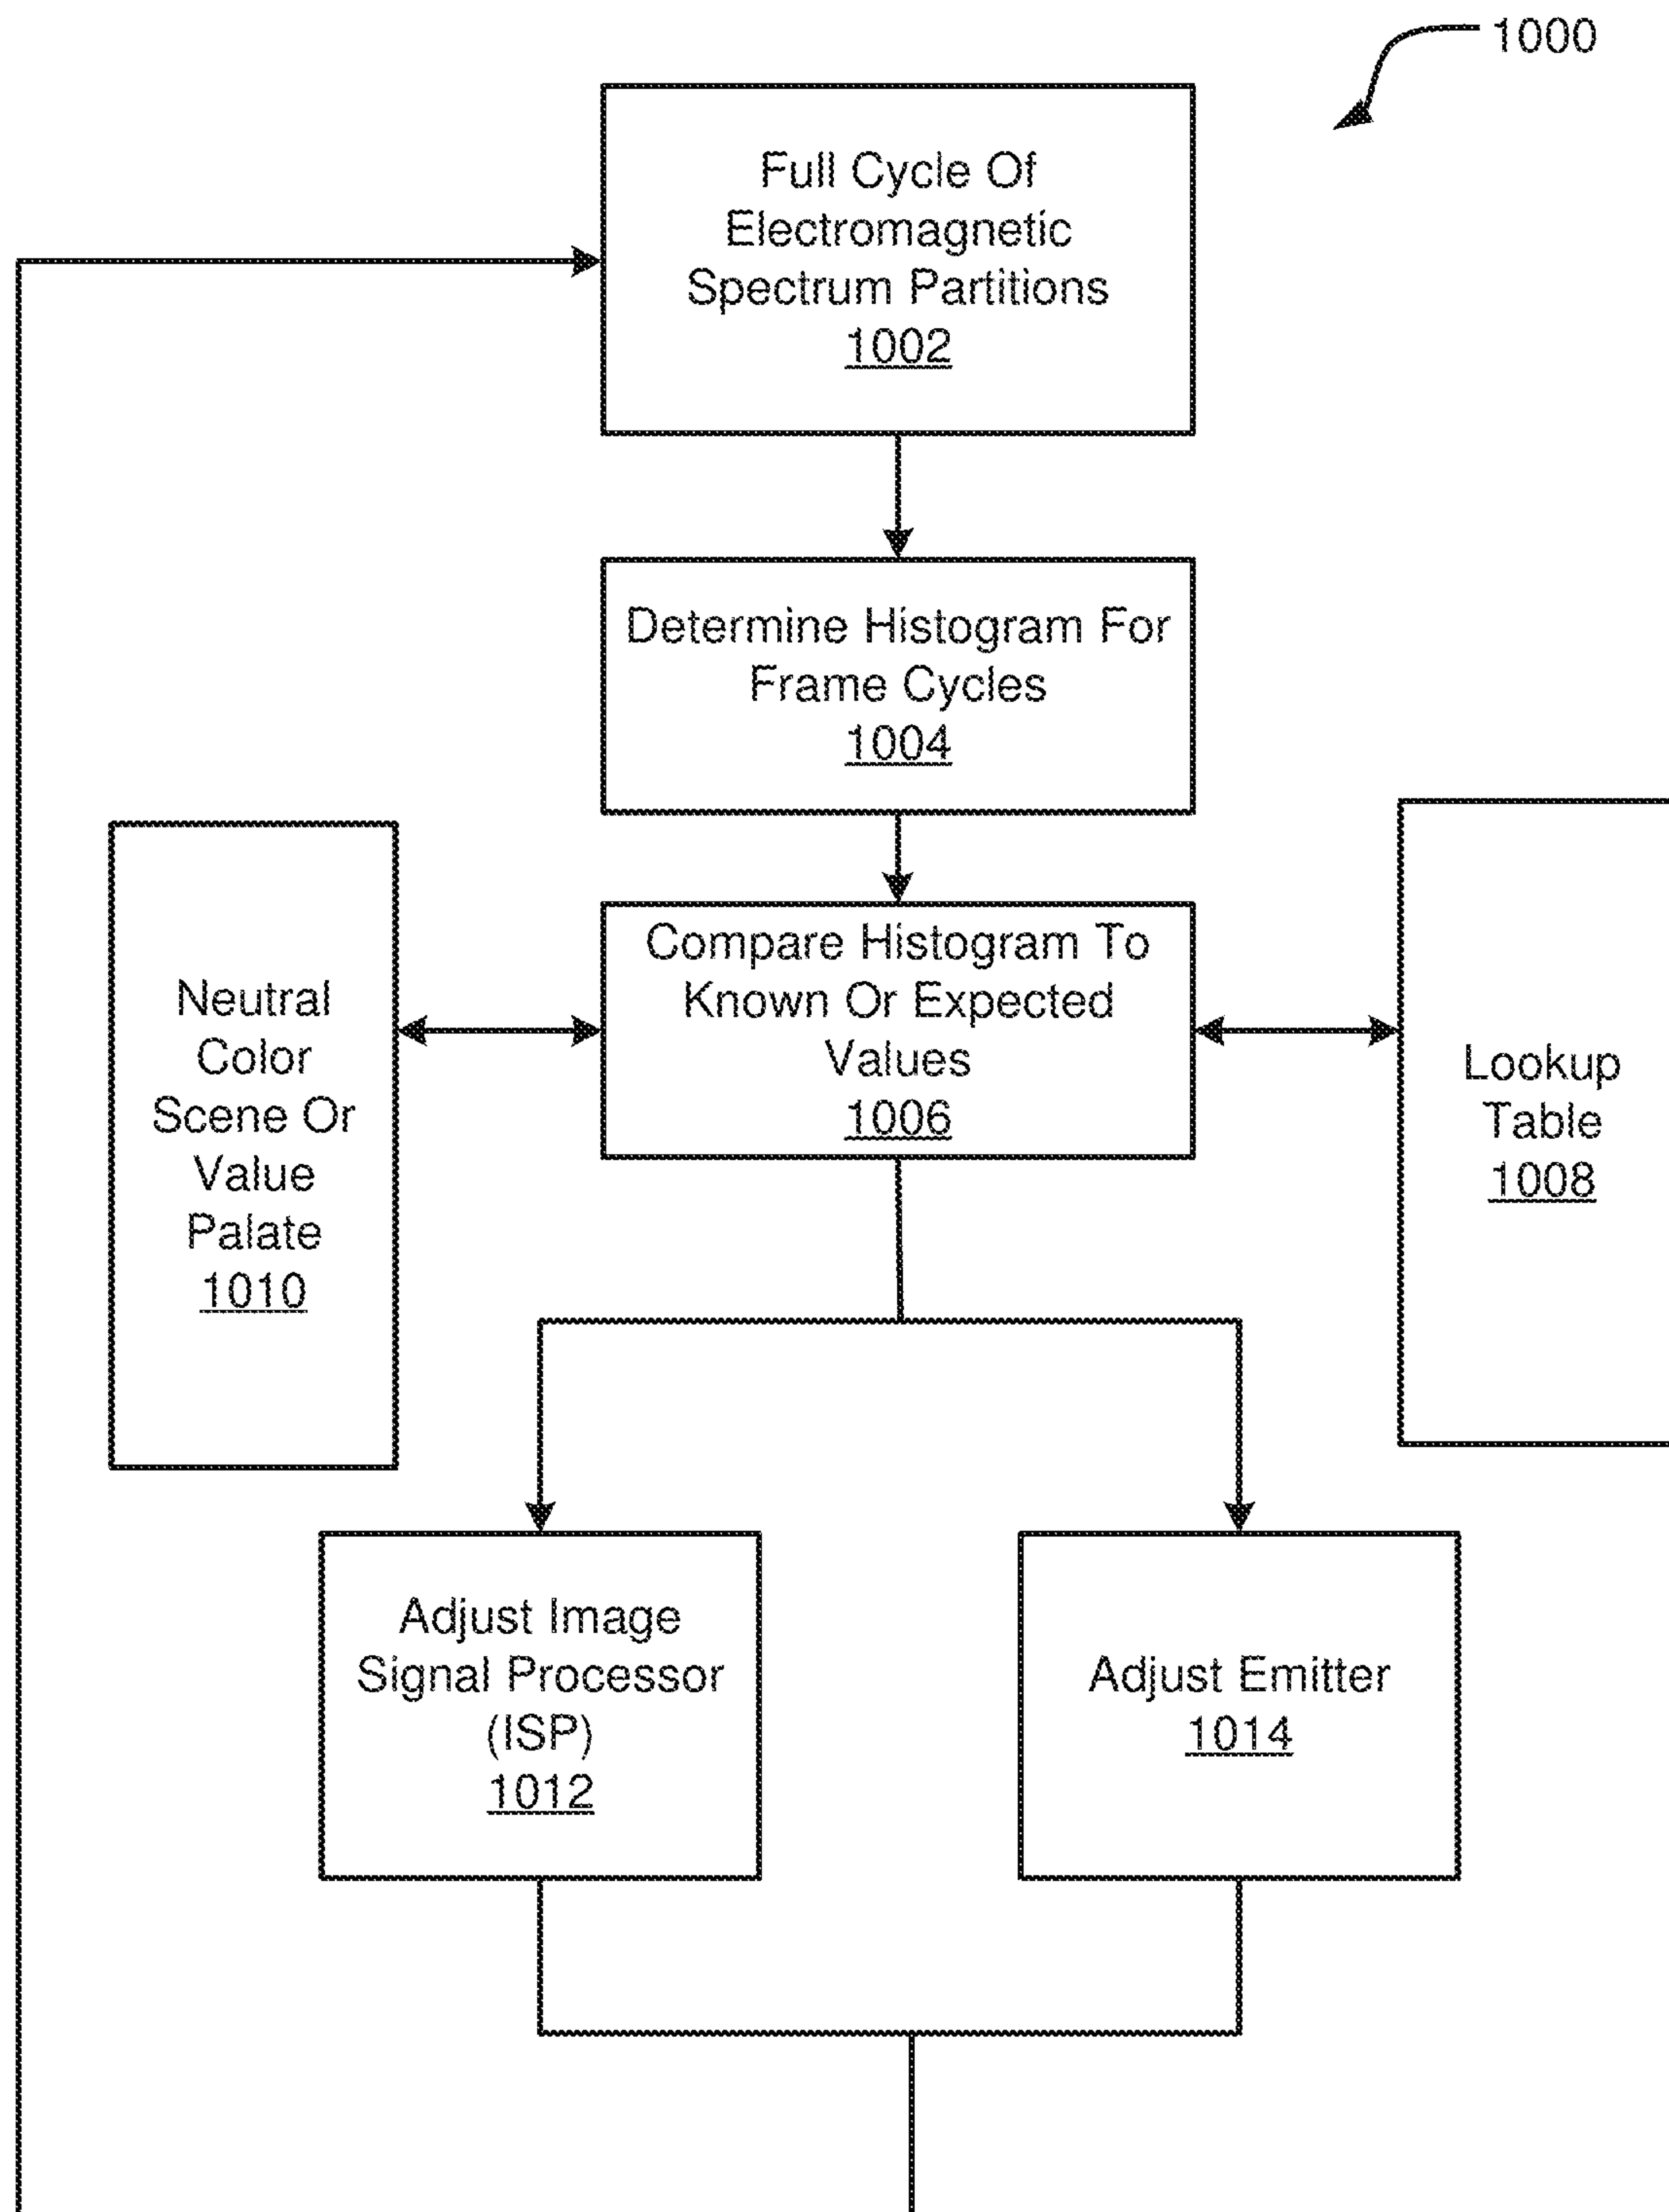 1000
Full Cycle Of
Electromagnetic
Spectrum Partitions
1002
Determine Histogram For
Frame Cycles
1004
Compare Histogram To
Known Or Expected
Values
1006
Neutral
Color
Scene Or
Value
Palate
1010
Lookup
Table
1008
Adjust Image
Signal Processor
(ISP)
1012
Adjust Emitter
1014